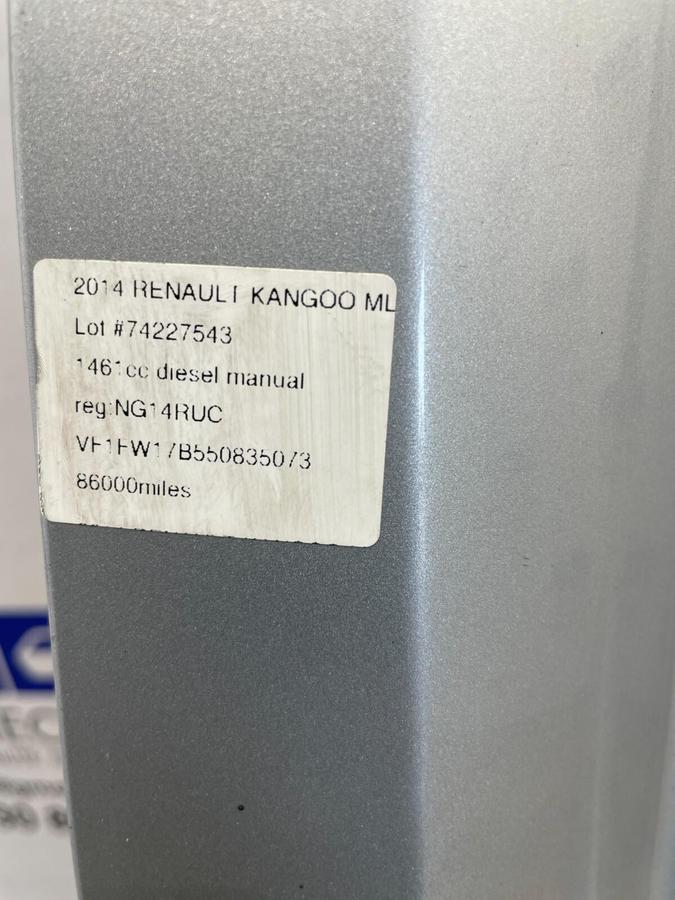 2014 RENAULT KANGOO ML
Lot #74227543
1461cc diesel manual
reg:NG14RUC
VF1FW17B550835073
86000miles